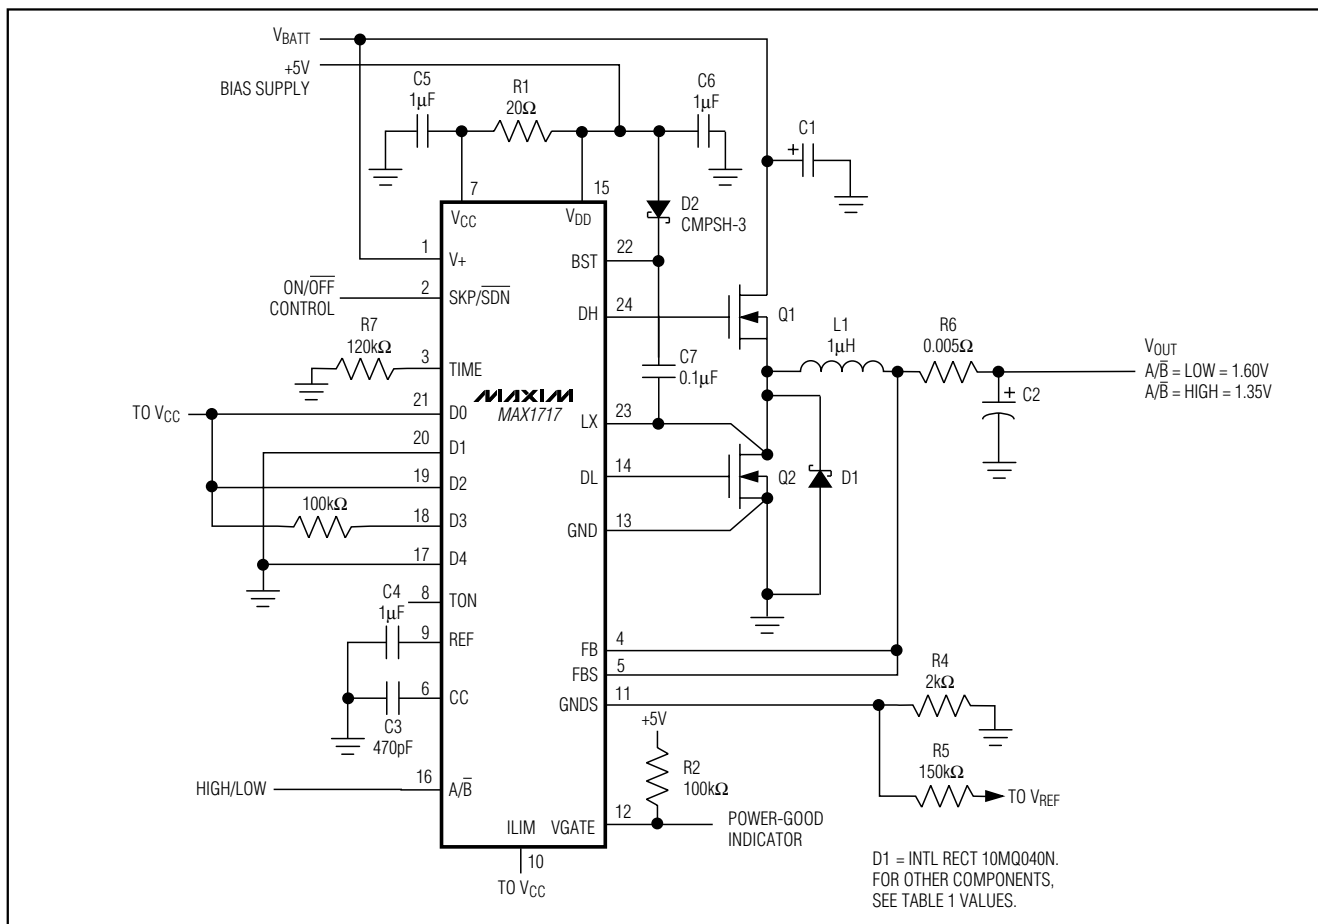 VBATT
+5V
BIAS SUPPLY
C5
1µF
R1
20Ω
C6
1µF
C1
+
7
15
VCC
VDD
D2
CMPSH-3
1
V+
22
BST
ON/OFF
CONTROL
2
SKP/SDN
24
DH
Q1
R7
120kΩ
3
TIME
L1
1µH
R6
0.005Ω
VOUT
A/B = LOW = 1.60V
A/B = HIGH = 1.35V
C7
0.1µF
+
C2
MAXIM
MAX1717
TO VCC
21
D0
23
LX
20
D1
19
D2
14
DL
Q2
D1
100kΩ
18
D3
13
GND
17
D4
C4
1µF
8
TON
9
REF
4
FB
5
FBS
6
CC
C3
470pF
11
GNDS
R4
2kΩ
+5V
R5
150kΩ
TO VREF
R2
100kΩ
HIGH/LOW
16
A/B
12
ILIM
VGATE
POWER-GOOD
INDICATOR
10
TO VCC
D1 = INTL RECT 10MQ040N.
FOR OTHER COMPONENTS,
SEE TABLE 1 VALUES.